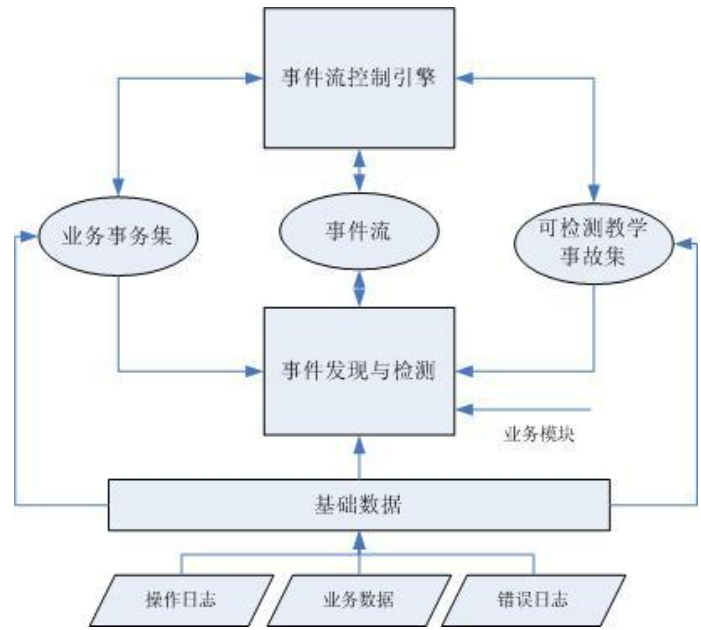 事件流控制引擎
业务事务集
事件流
可检测教学
事故集
事件发现与检测
业务模块
基础数据
操作日志
业务数据
错误日志